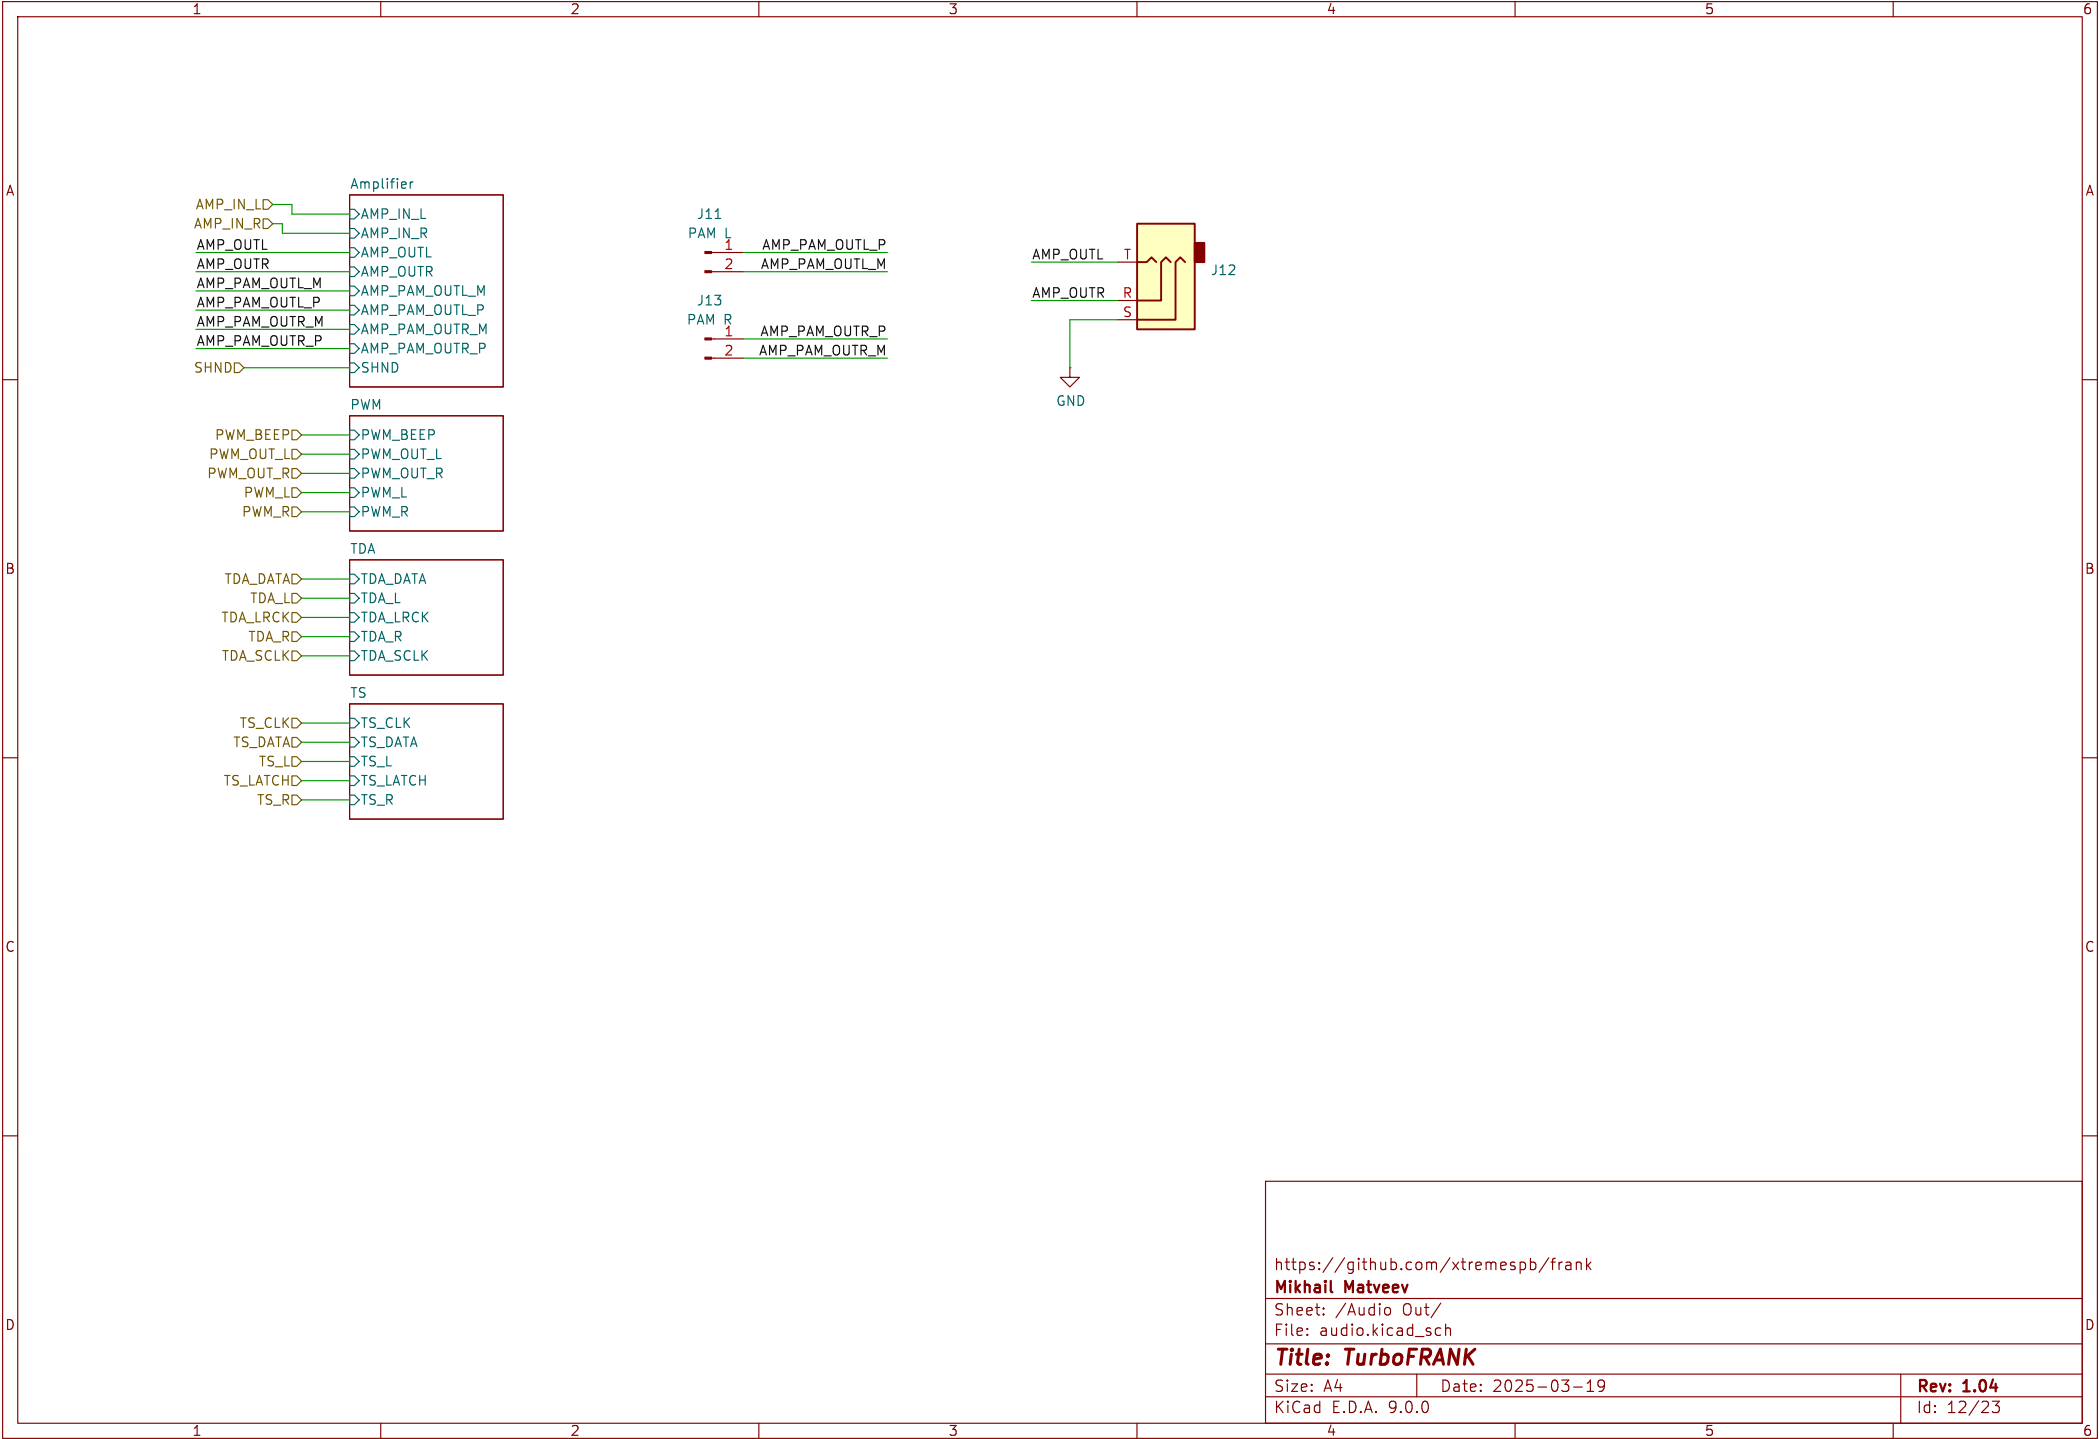 1 2 3 4 5 6
A A
B B
C C
D D
Amplifier
AMP_IN_L AMP_IN_L
AMP_IN_R AMP_IN_R
AMP_OUTL AMP_OUTL
AMP_OUTR AMP_OUTR
AMP_PAM_OUTL_M AMP_PAM_OUTL_M
AMP_PAM_OUTL_P AMP_PAM_OUTL_P
AMP_PAM_OUTR_M AMP_PAM_OUTR_M
AMP_PAM_OUTR_P AMP_PAM_OUTR_P
SHND SHND
PWM
PWM_BEEP PWM_BEEP
PWM_OUT_L PWM_OUT_L
PWM_OUT_R PWM_OUT_R
PWM_L PWM_L
PWM_R PWM_R
TDA
TDA_DATA TDA_DATA
TDA_L TDA_L
TDA_LRCK TDA_LRCK
TDA_R TDA_R
TDA_SCLK TDA_SCLK
TS
TS_CLK TS_CLK
TS_DATA TS_DATA
TS_L TS_L
TS_LATCH TS_LATCH
TS_R TS_R
J11
PAM L
1 AMP_PAM_OUTL_P
2 AMP_PAM_OUTL_M
J13
PAM R
1 AMP_PAM_OUTR_P
2 AMP_PAM_OUTR_M
AMP_OUTL T
J12
AMP_OUTR R
S
GND
https://github.com/xtremespb/frank
Mikhail Matveev
Sheet: /Audio Out/
File: audio.kicad_sch
Title: TurboFRANK
Size: A4 Date: 2025-03-19 Rev: 1.04
KiCad E.D.A. 9.0.0 Id: 12/23
1 2 3 4 5 6